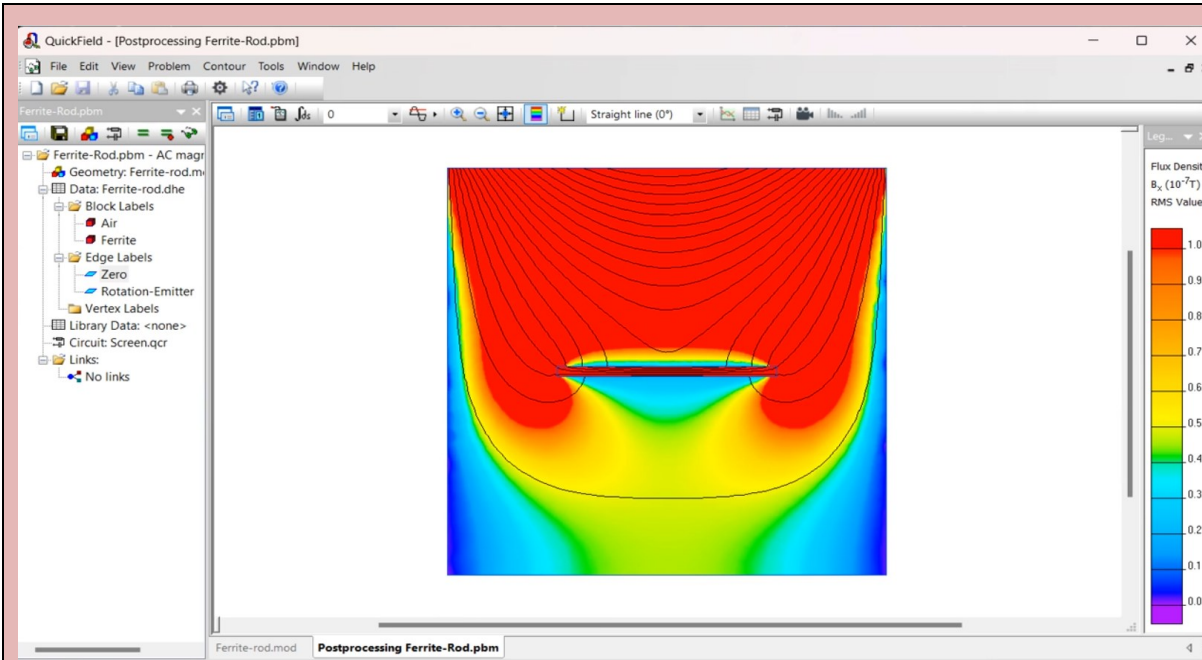 QuickField - [Postprocessing Ferrite-Rod.pbm]
File Edit View Problem Contour Tools Window Help
Ferrite-Rod.pbm
0
Straight line (0°)
Ferrite-Rod.pbm - AC magr
Geometry: Ferrite-rod.m
Data: Ferrite-rod.dhe
Block Labels
Air
Ferrite
Edge Labels
Zero
Rotation-Emitter
Vertex Labels
Library Data: <none>
Circuit: Screen.qcr
Links:
No links
Leg...
Flux Densit
Bx (10⁻⁷T)
RMS Value
1.0
0.9
0.8
0.7
0.6
0.5
0.4
0.3
0.2
0.1
0.0
Ferrite-rod.mod
Postprocessing Ferrite-Rod.pbm